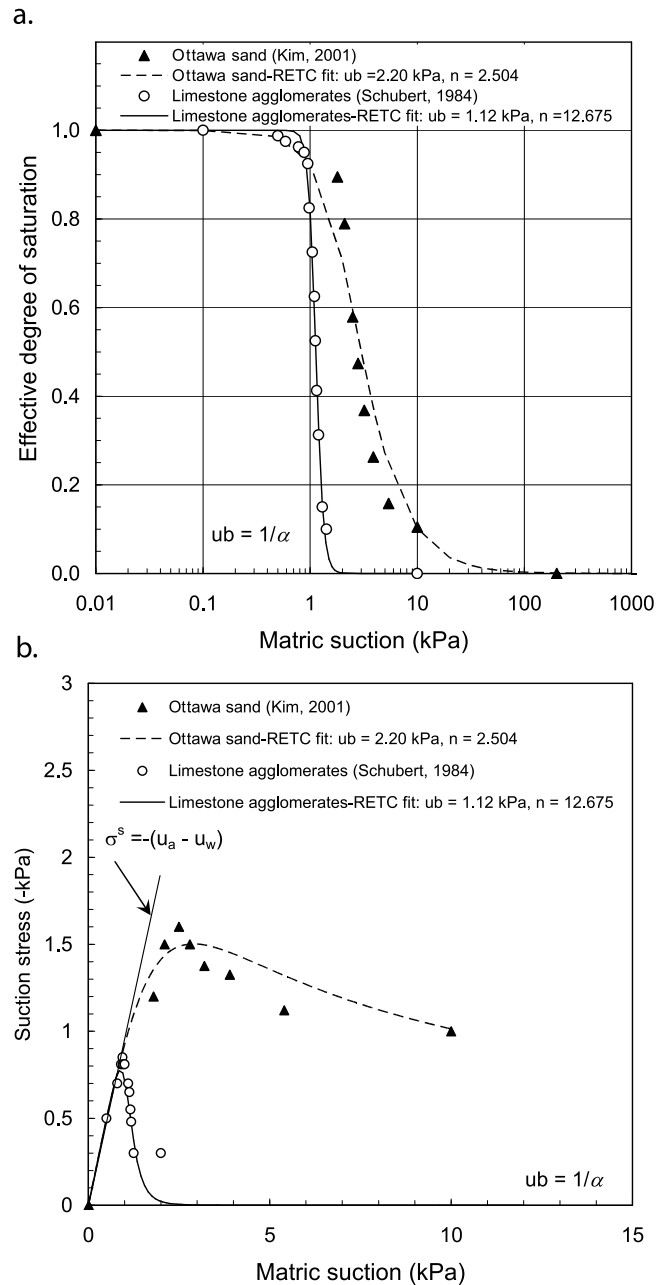 a.
Ottawa sand (Kim, 2001)
Ottawa sand-RETC fit: ub =2.20 kPa, n = 2.504
Limestone agglomerates (Schubert, 1984)
Limestone agglomerates-RETC fit: ub = 1.12 kPa, n =12.675
1.0
0.8
0.6
0.4
0.2
0.0
Effective degree of saturation
ub = 1/α
0.01 0.1 1 10 100 1000
Matric suction (kPa)
b.
3
2.5
2
1.5
1
0.5
0
Suction stress (-kPa)
Ottawa sand (Kim, 2001)
Ottawa sand-RETC fit: ub = 2.20 kPa, n = 2.504
Limestone agglomerates (Schubert, 1984)
Limestone agglomerates-RETC fit: ub = 1.12 kPa, n = 12.675
σˢ =-(uₐ - u_w)
ub = 1/α
0 5 10 15
Matric suction (kPa)